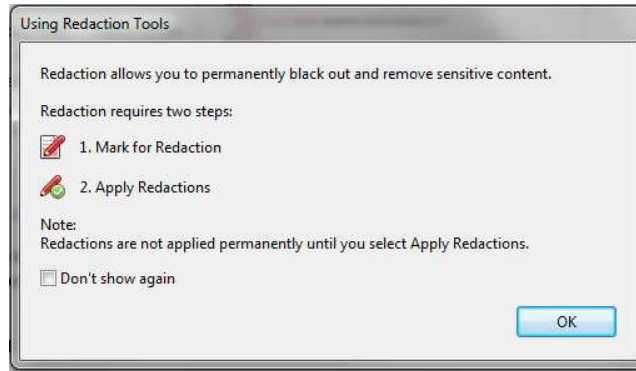 Using Redaction Tools
Redaction allows you to permanently black out and remove sensitive content.
Redaction requires two steps:
1. Mark for Redaction
2. Apply Redactions
Note:
Redactions are not applied permanently until you select Apply Redactions.
Don't show again
OK